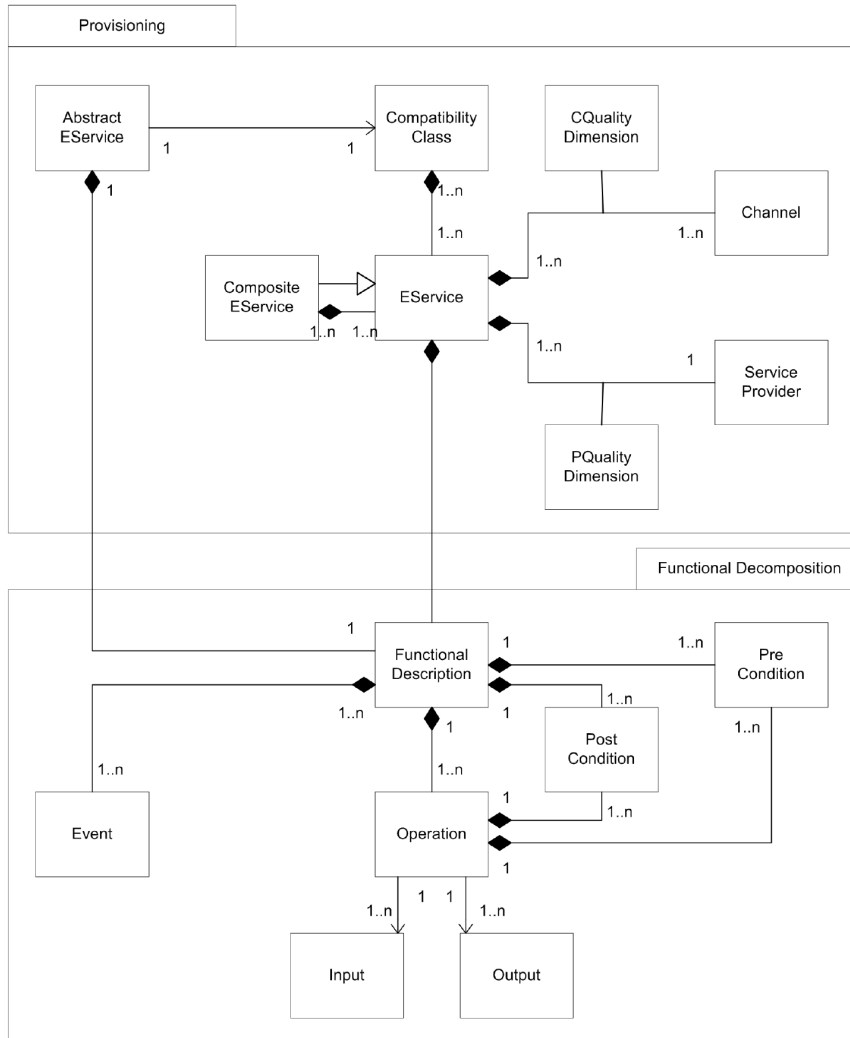 Provisioning
Abstract
EService
Compatibility
Class
CQuality
Dimension
1
1
1
1..n
Channel
1..n
1..n
1..n
Composite
EService
EService
1..n
1..n
1..n
1
Service
Provider
PQuality
Dimension
Functional Decomposition
1
Functional
Description
1
1..n
Pre
Condition
1..n
1
1
1..n
1..n
Post
Condition
1..n
1..n
Event
Operation
1
1..n
1
1
1
1..n
1..n
Input
Output